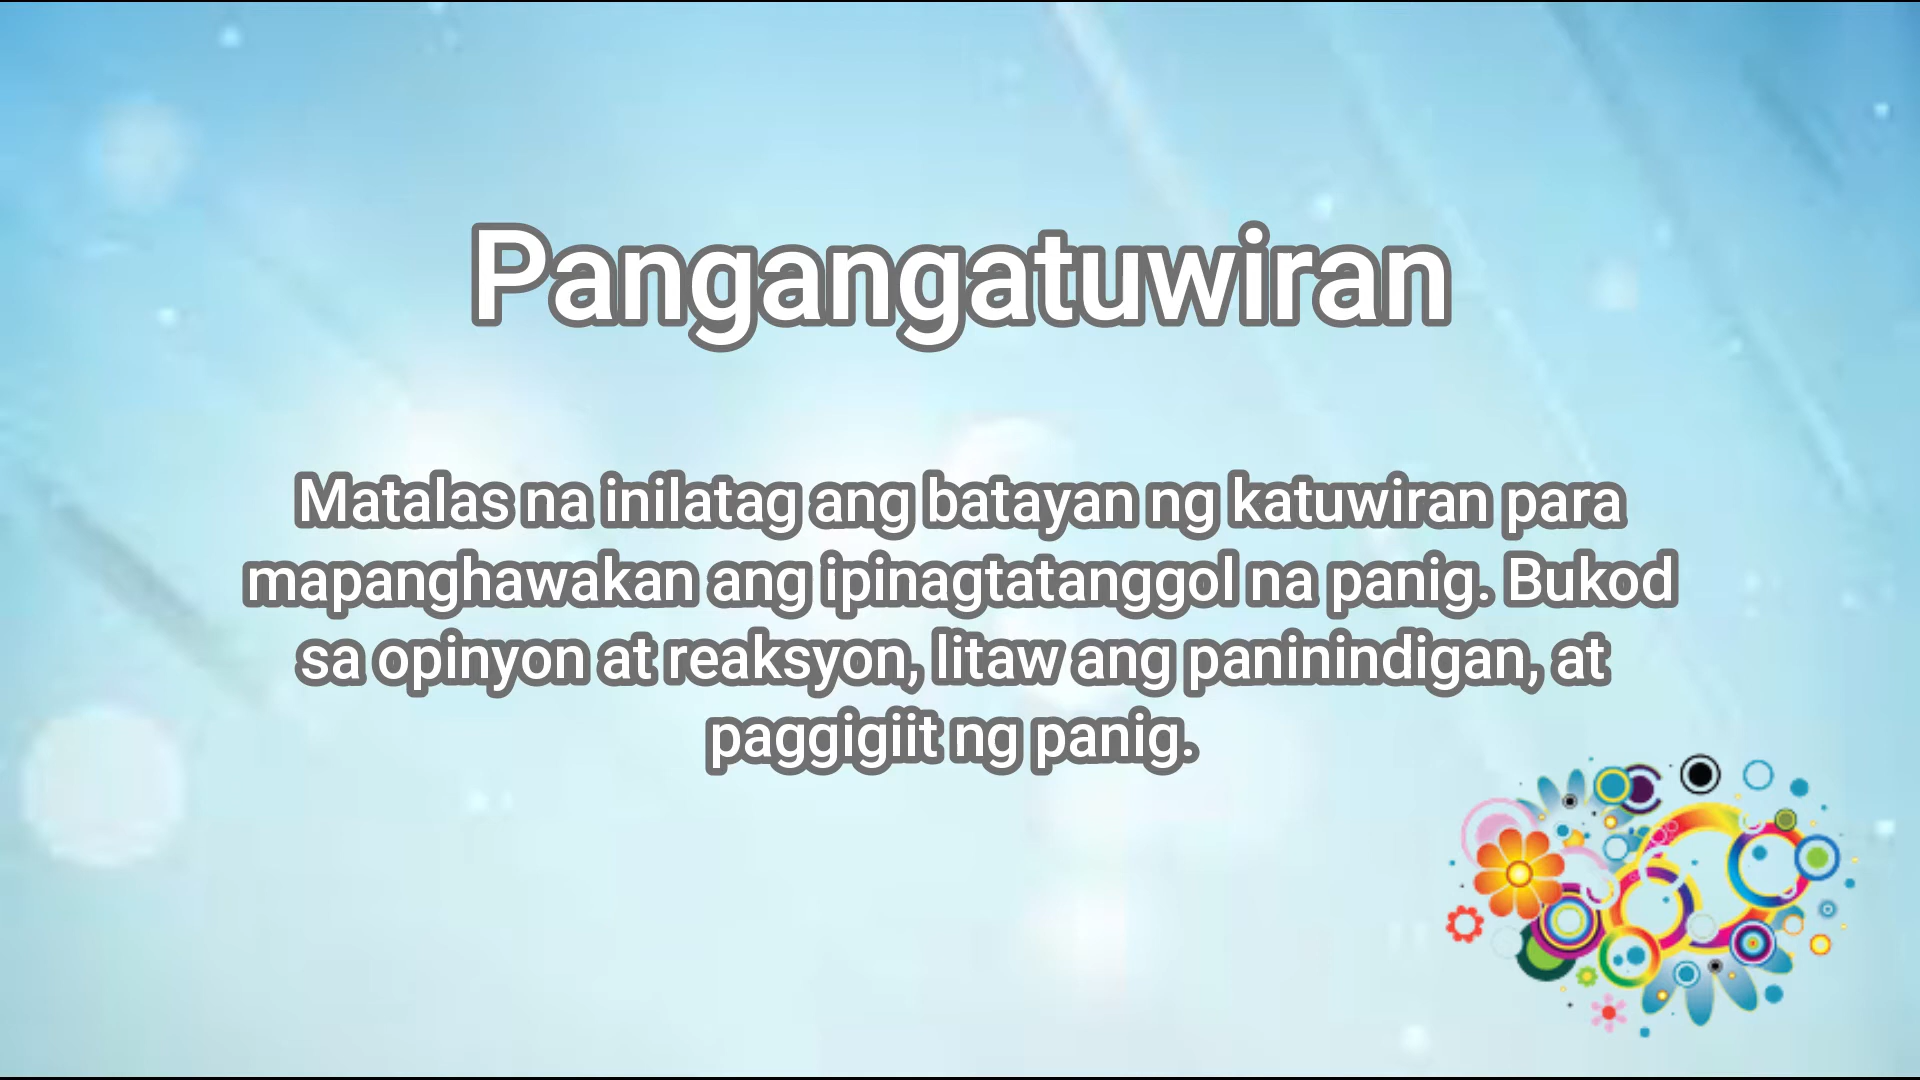 Pangangatuwiran
Matalas na inilatag ang batayan ng katuwiran para
mapanghawakan ang ipinagtatanggol na panig. Bukod
sa opinyon at reaksyon, litaw ang paninindigan, at
paggigiit ng panig.